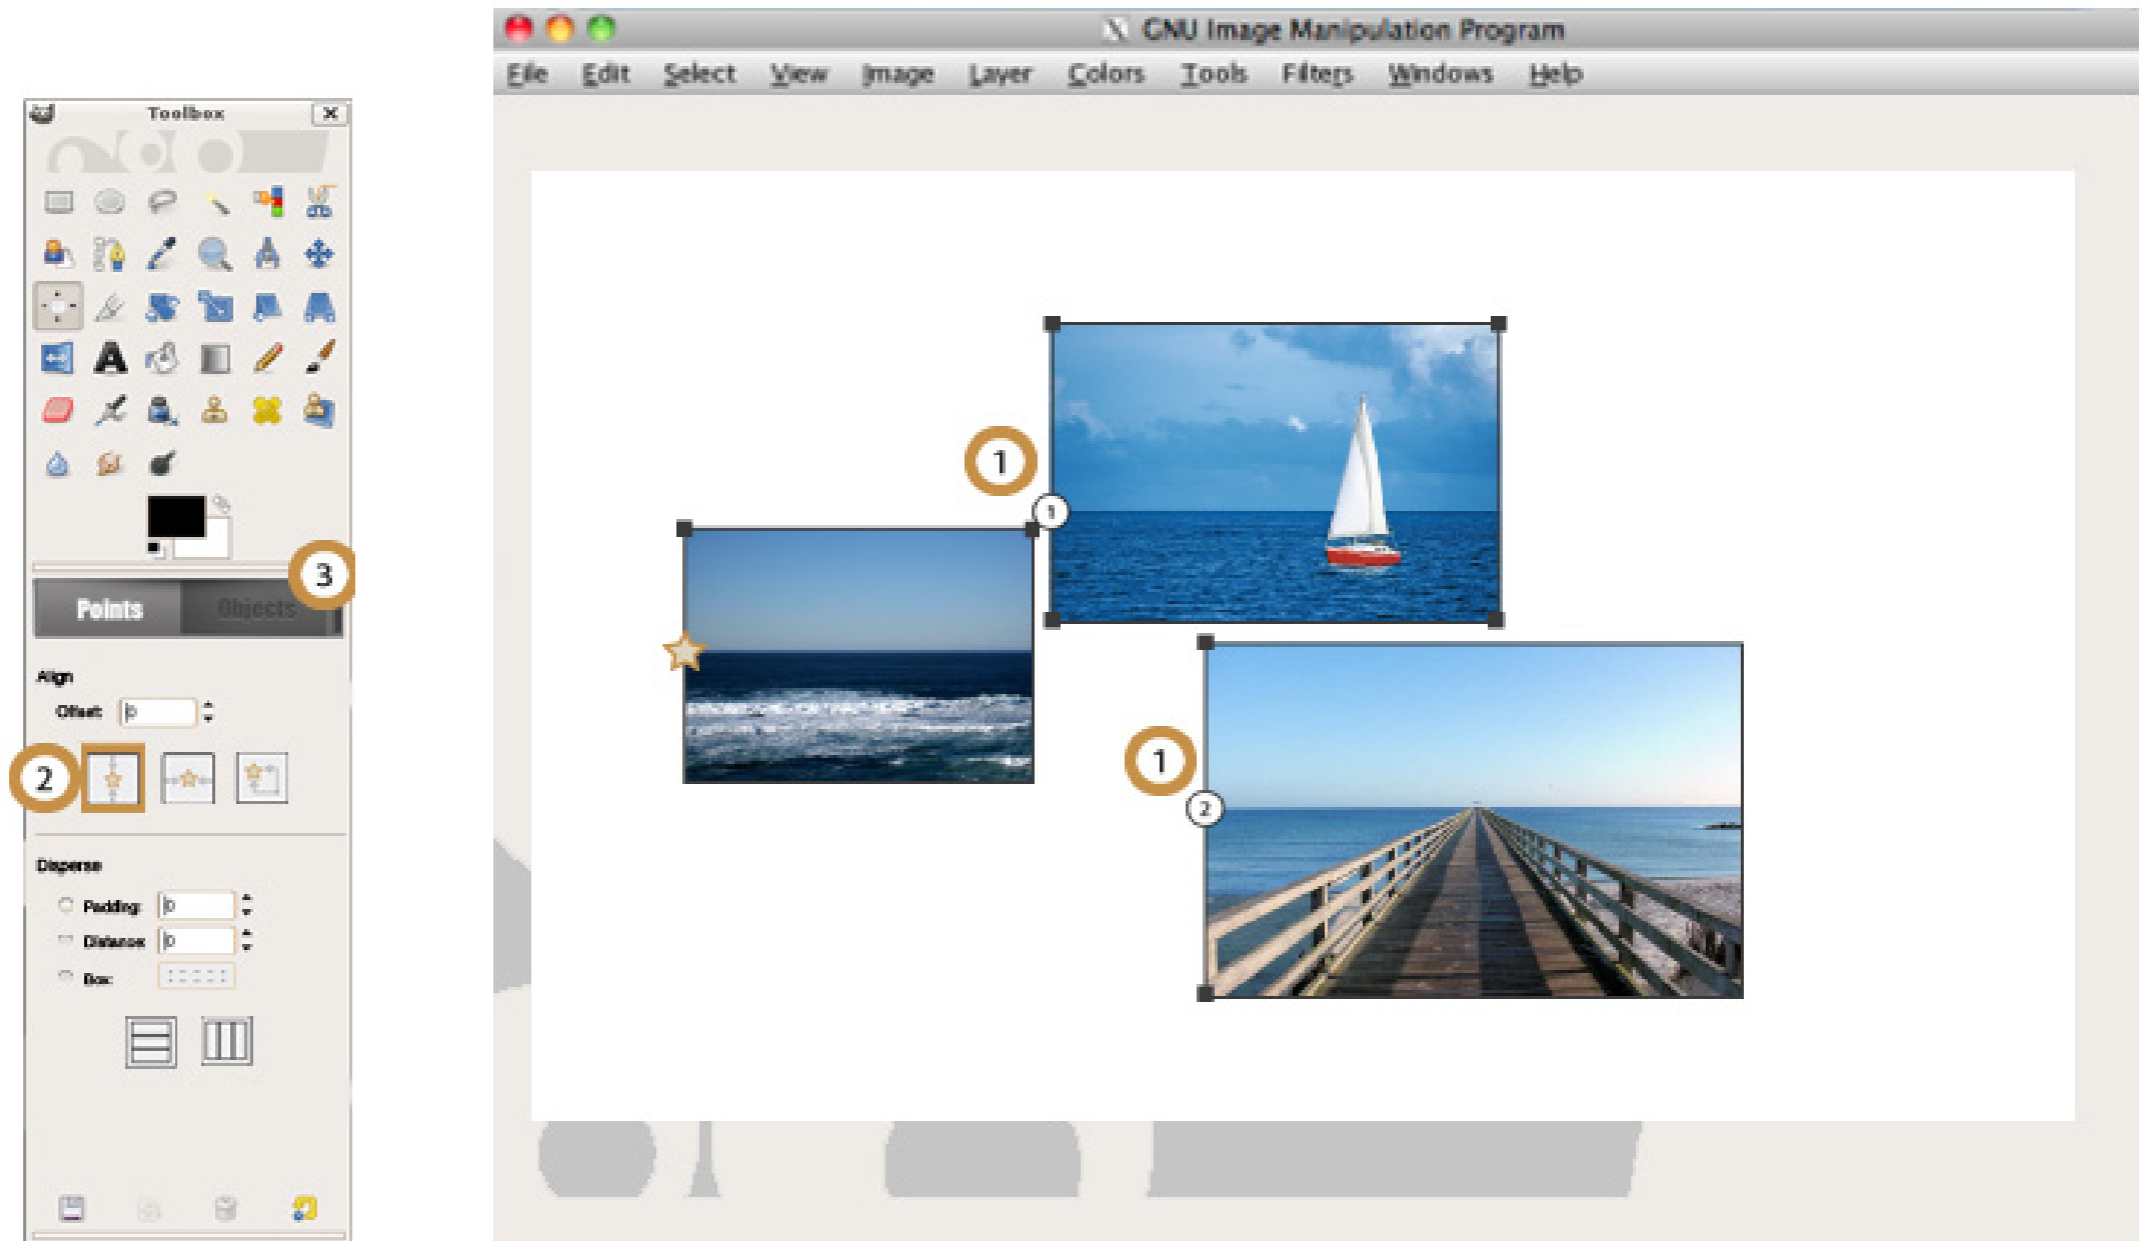 GNU Image Manipulation Program
File Edit Select View Image Layer Colors Tools Filters Windows Help
Toolbox
1
1
3
Points Objects
Align
Offset: 0
2
Disperse
Padding: 0
Distance: 0
Box:
1
2